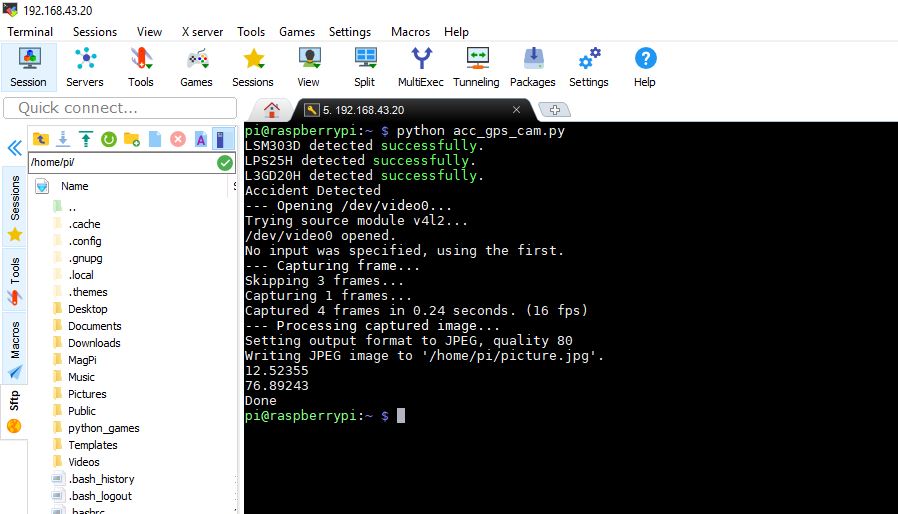 192.168.43.20
Terminal Sessions View X server Tools Games Settings Macros Help
Session Servers Tools Games Sessions View Split MultiExec Tunneling Packages Settings Help
Quick connect...
5. 192.168.43.20
/home/pi/
Name
Sessions
Tools
Macros
Sftp
..
.cache
.config
.gnupg
.local
.themes
Desktop
Documents
Downloads
MagPi
Music
Pictures
Public
python_games
Templates
Videos
.bash_history
.bash_logout
.bashrc
pi@raspberrypi:~ $ python acc_gps_cam.py
LSM303D detected successfully.
LPS25H detected successfully.
L3GD20H detected successfully.
Accident Detected
--- Opening /dev/video0...
Trying source module v4l2...
/dev/video0 opened.
No input was specified, using the first.
--- Capturing frame...
Skipping 3 frames...
Capturing 1 frames...
Captured 4 frames in 0.24 seconds. (16 fps)
--- Processing captured image...
Setting output format to JPEG, quality 80
Writing JPEG image to '/home/pi/picture.jpg'.
12.52355
76.89243
Done
pi@raspberrypi:~ $